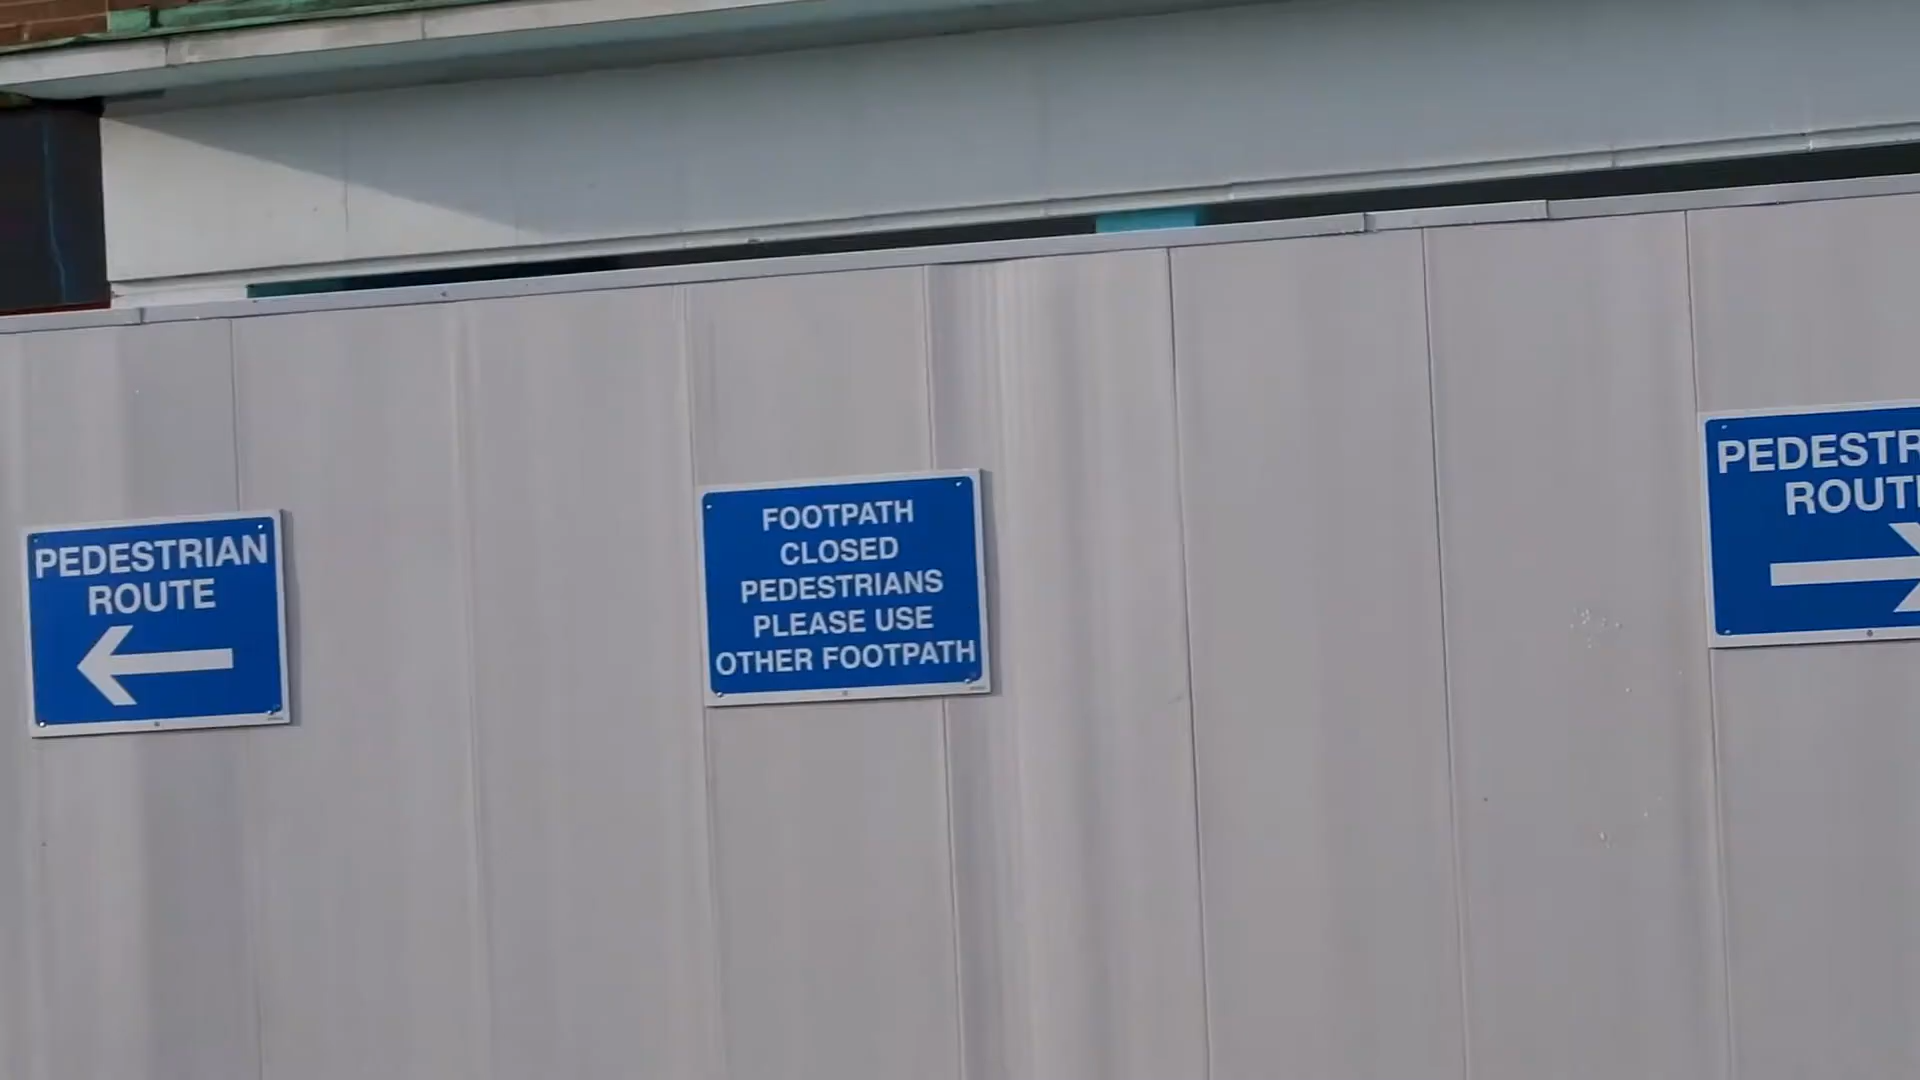 PEDESTRIAN
ROUTE
FOOTPATH
CLOSED
PEDESTRIANS
PLEASE USE
OTHER FOOTPATH